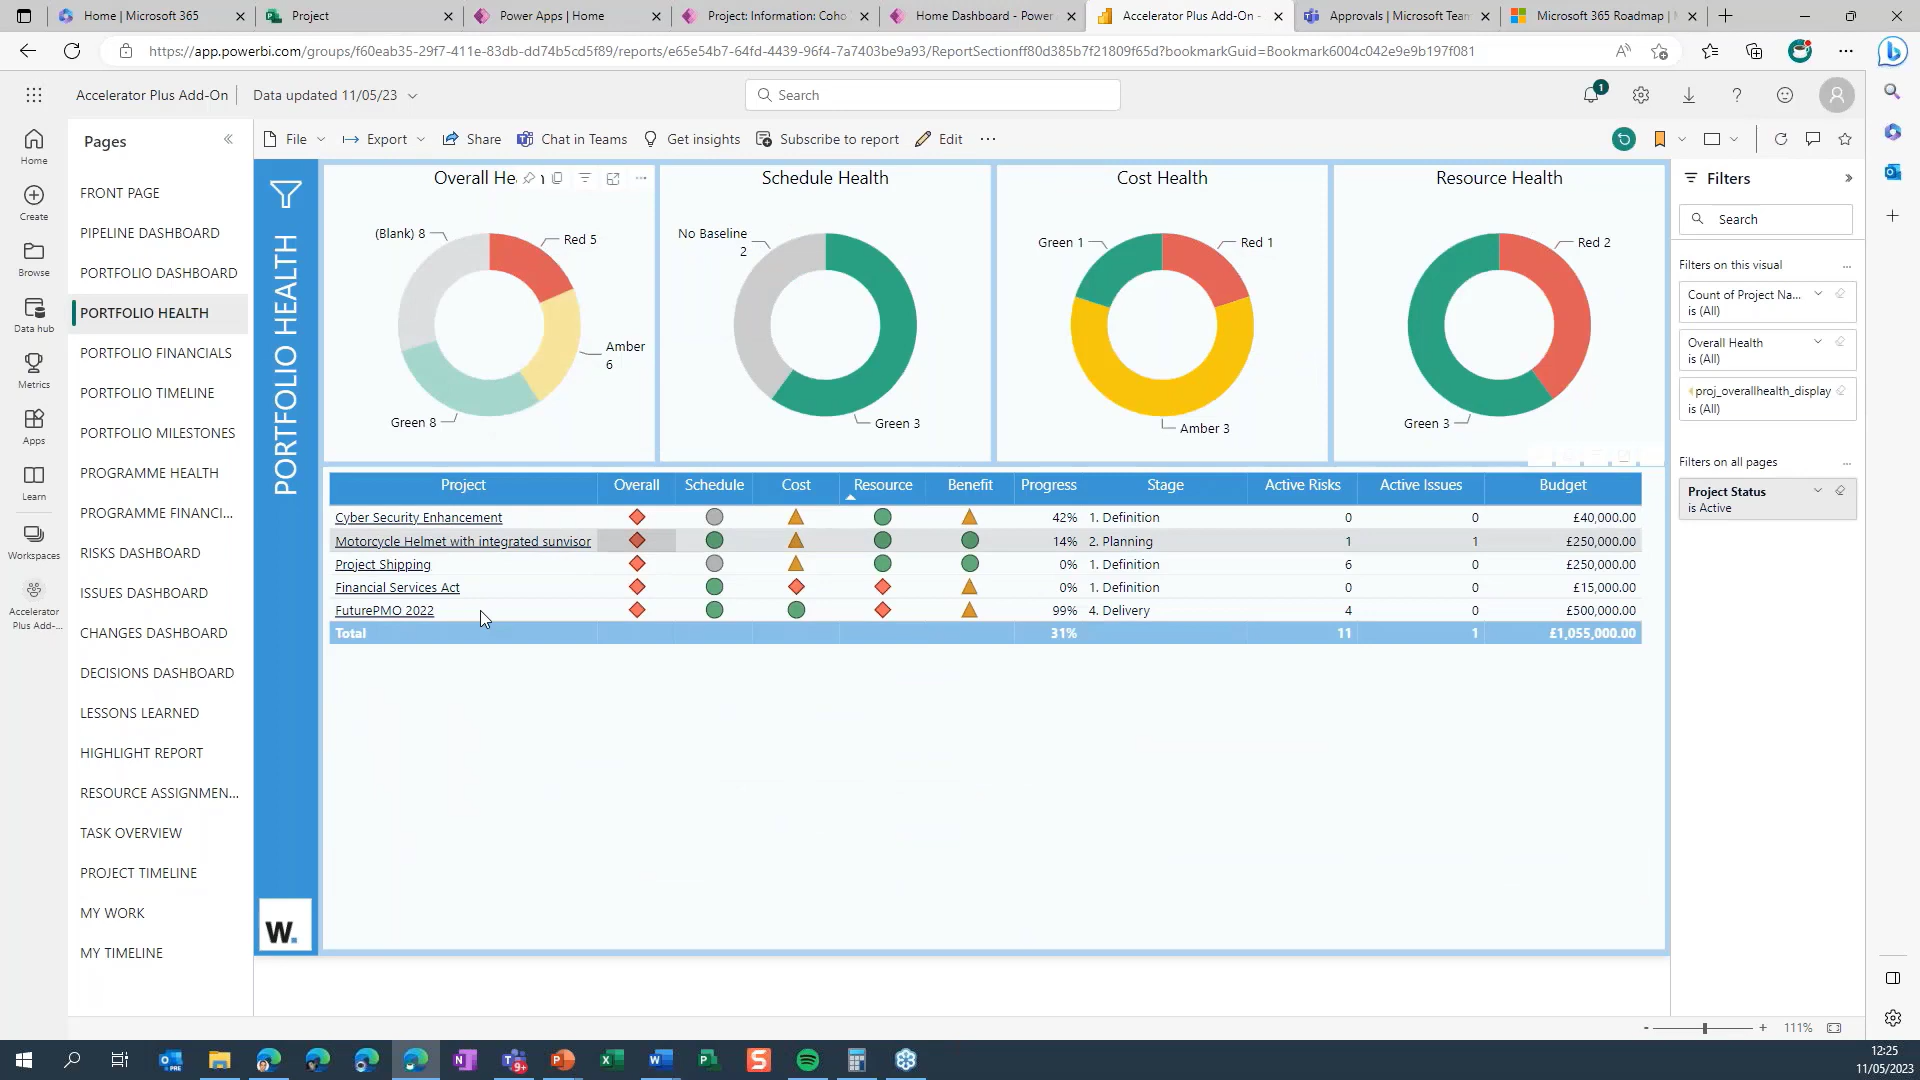 Home | Microsoft 365
Project
Power Apps | Home
Project: Information: Coho
Home Dashboard - Power
Accelerator Plus Add-On -
Approvals | Microsoft Team
Microsoft 365 Roadmap |
https://app.powerbi.com/groups/f60eab35-29f7-411e-83db-dd74b5cd5f89/reports/e65e54b7-64fd-4439-96f4-7a7403be9a93/ReportSectionff80d385b7f21809f65d?bookmarkGuid=Bookmark6004c042e9e9b197f081
Accelerator Plus Add-On
Data updated 11/05/23
Search
1
Home
Create
Browse
Data hub
Metrics
Apps
Learn
Workspaces
Accelerator
Plus Add-...
Pages
FRONT PAGE
PIPELINE DASHBOARD
PORTFOLIO DASHBOARD
PORTFOLIO HEALTH
PORTFOLIO FINANCIALS
PORTFOLIO TIMELINE
PORTFOLIO MILESTONES
PROGRAMME HEALTH
PROGRAMME FINANCI...
RISKS DASHBOARD
ISSUES DASHBOARD
CHANGES DASHBOARD
DECISIONS DASHBOARD
LESSONS LEARNED
HIGHLIGHT REPORT
RESOURCE ASSIGNMEN...
TASK OVERVIEW
PROJECT TIMELINE
MY WORK
MY TIMELINE
File
Export
Share
Chat in Teams
Get insights
Subscribe to report
Edit
PORTFOLIO HEALTH
W.
Overall He
(Blank) 8
Red 5
Amber
6
Green 8
Schedule Health
No Baseline
2
Green 3
Cost Health
Green 1
Red 1
Amber 3
Resource Health
Red 2
Green 3
Project Overall Schedule Cost Resource Benefit Progress Stage Active Risks Active Issues Budget
Cyber Security Enhancement 42% 1. Definition 0 0 £40,000.00
Motorcycle Helmet with integrated sunvisor 14% 2. Planning 1 1 £250,000.00
Project Shipping 0% 1. Definition 6 0 £250,000.00
Financial Services Act 0% 1. Definition 0 0 £15,000.00
FuturePMO 2022 99% 4. Delivery 4 0 £500,000.00
Total 31% 11 1 £1,055,000.00
Filters
Search
Filters on this visual
Count of Project Na...
is (All)
Overall Health
is (All)
proj_overallhealth_display
is (All)
Filters on all pages
Project Status
is Active
111%
12:25
11/05/2023